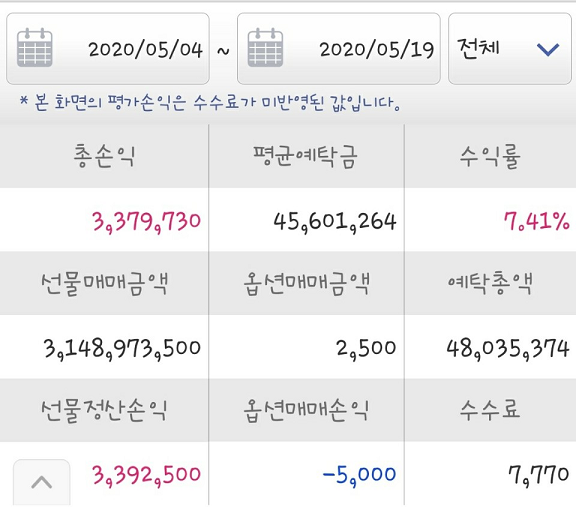 2020/05/04 ~ 2020/05/19 전체
* 본 화면의 평가손익은 수수료가 미반영된 값입니다.
총손익 평균예탁금 수익률
3,379,730 45,601,264 7.41%
선물매매금액 옵션매매금액 예탁총액
3,148,973,500 2,500 48,035,374
선물정산손익 옵션매매손익 수수료
3,392,500 -5,000 7,770